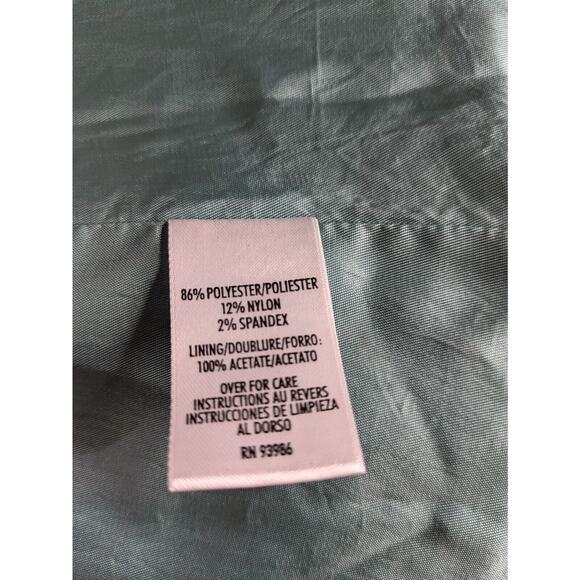 86% POLYESTER/POLIESTER
12% NYLON
2% SPANDEX
LINING/DOUBLURE/FORRO:
100% ACETATE/ACETATO
OVER FOR CARE
INSTRUCTIONS AU REVERS
INSTRUCCIONES DE LIMPIEZA
AL DORSO
RN 93986